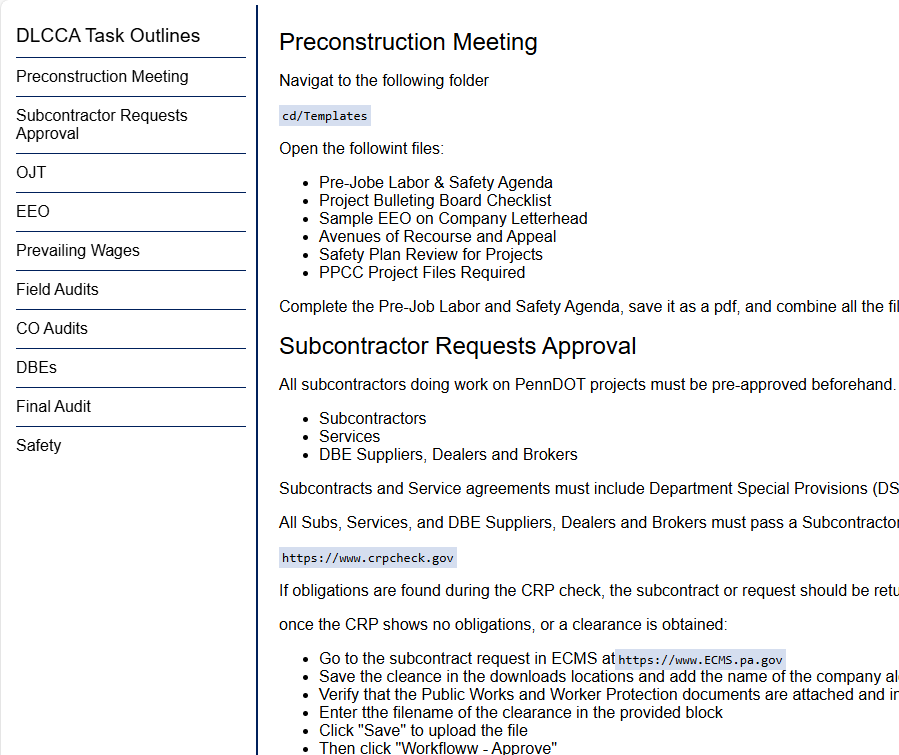 DLCCA Task Outlines
Preconstruction Meeting
Subcontractor Requests
Approval
OJT
EEO
Prevailing Wages
Field Audits
CO Audits
DBEs
Final Audit
Safety
Preconstruction Meeting
Navigat to the following folder
cd/Templates
Open the followint files:
Pre-Jobe Labor & Safety Agenda
Project Bulleting Board Checklist
Sample EEO on Company Letterhead
Avenues of Recourse and Appeal
Safety Plan Review for Projects
PPCC Project Files Required
Complete the Pre-Job Labor and Safety Agenda, save it as a pdf, and combine all the fil
Subcontractor Requests Approval
All subcontractors doing work on PennDOT projects must be pre-approved beforehand.
Subcontractors
Services
DBE Suppliers, Dealers and Brokers
Subcontracts and Service agreements must include Department Special Provisions (DS
All Subs, Services, and DBE Suppliers, Dealers and Brokers must pass a Subcontractor
https://www.crpcheck.gov
If obligations are found during the CRP check, the subcontract or request should be retu
once the CRP shows no obligations, or a clearance is obtained:
Go to the subcontract request in ECMS at https://www.ECMS.pa.gov
Save the cleance in the downloads locations and add the name of the company al
Verify that the Public Works and Worker Protection documents are attached and in
Enter tthe filename of the clearance in the provided block
Click "Save" to upload the file
Then click "Workfloww - Approve"